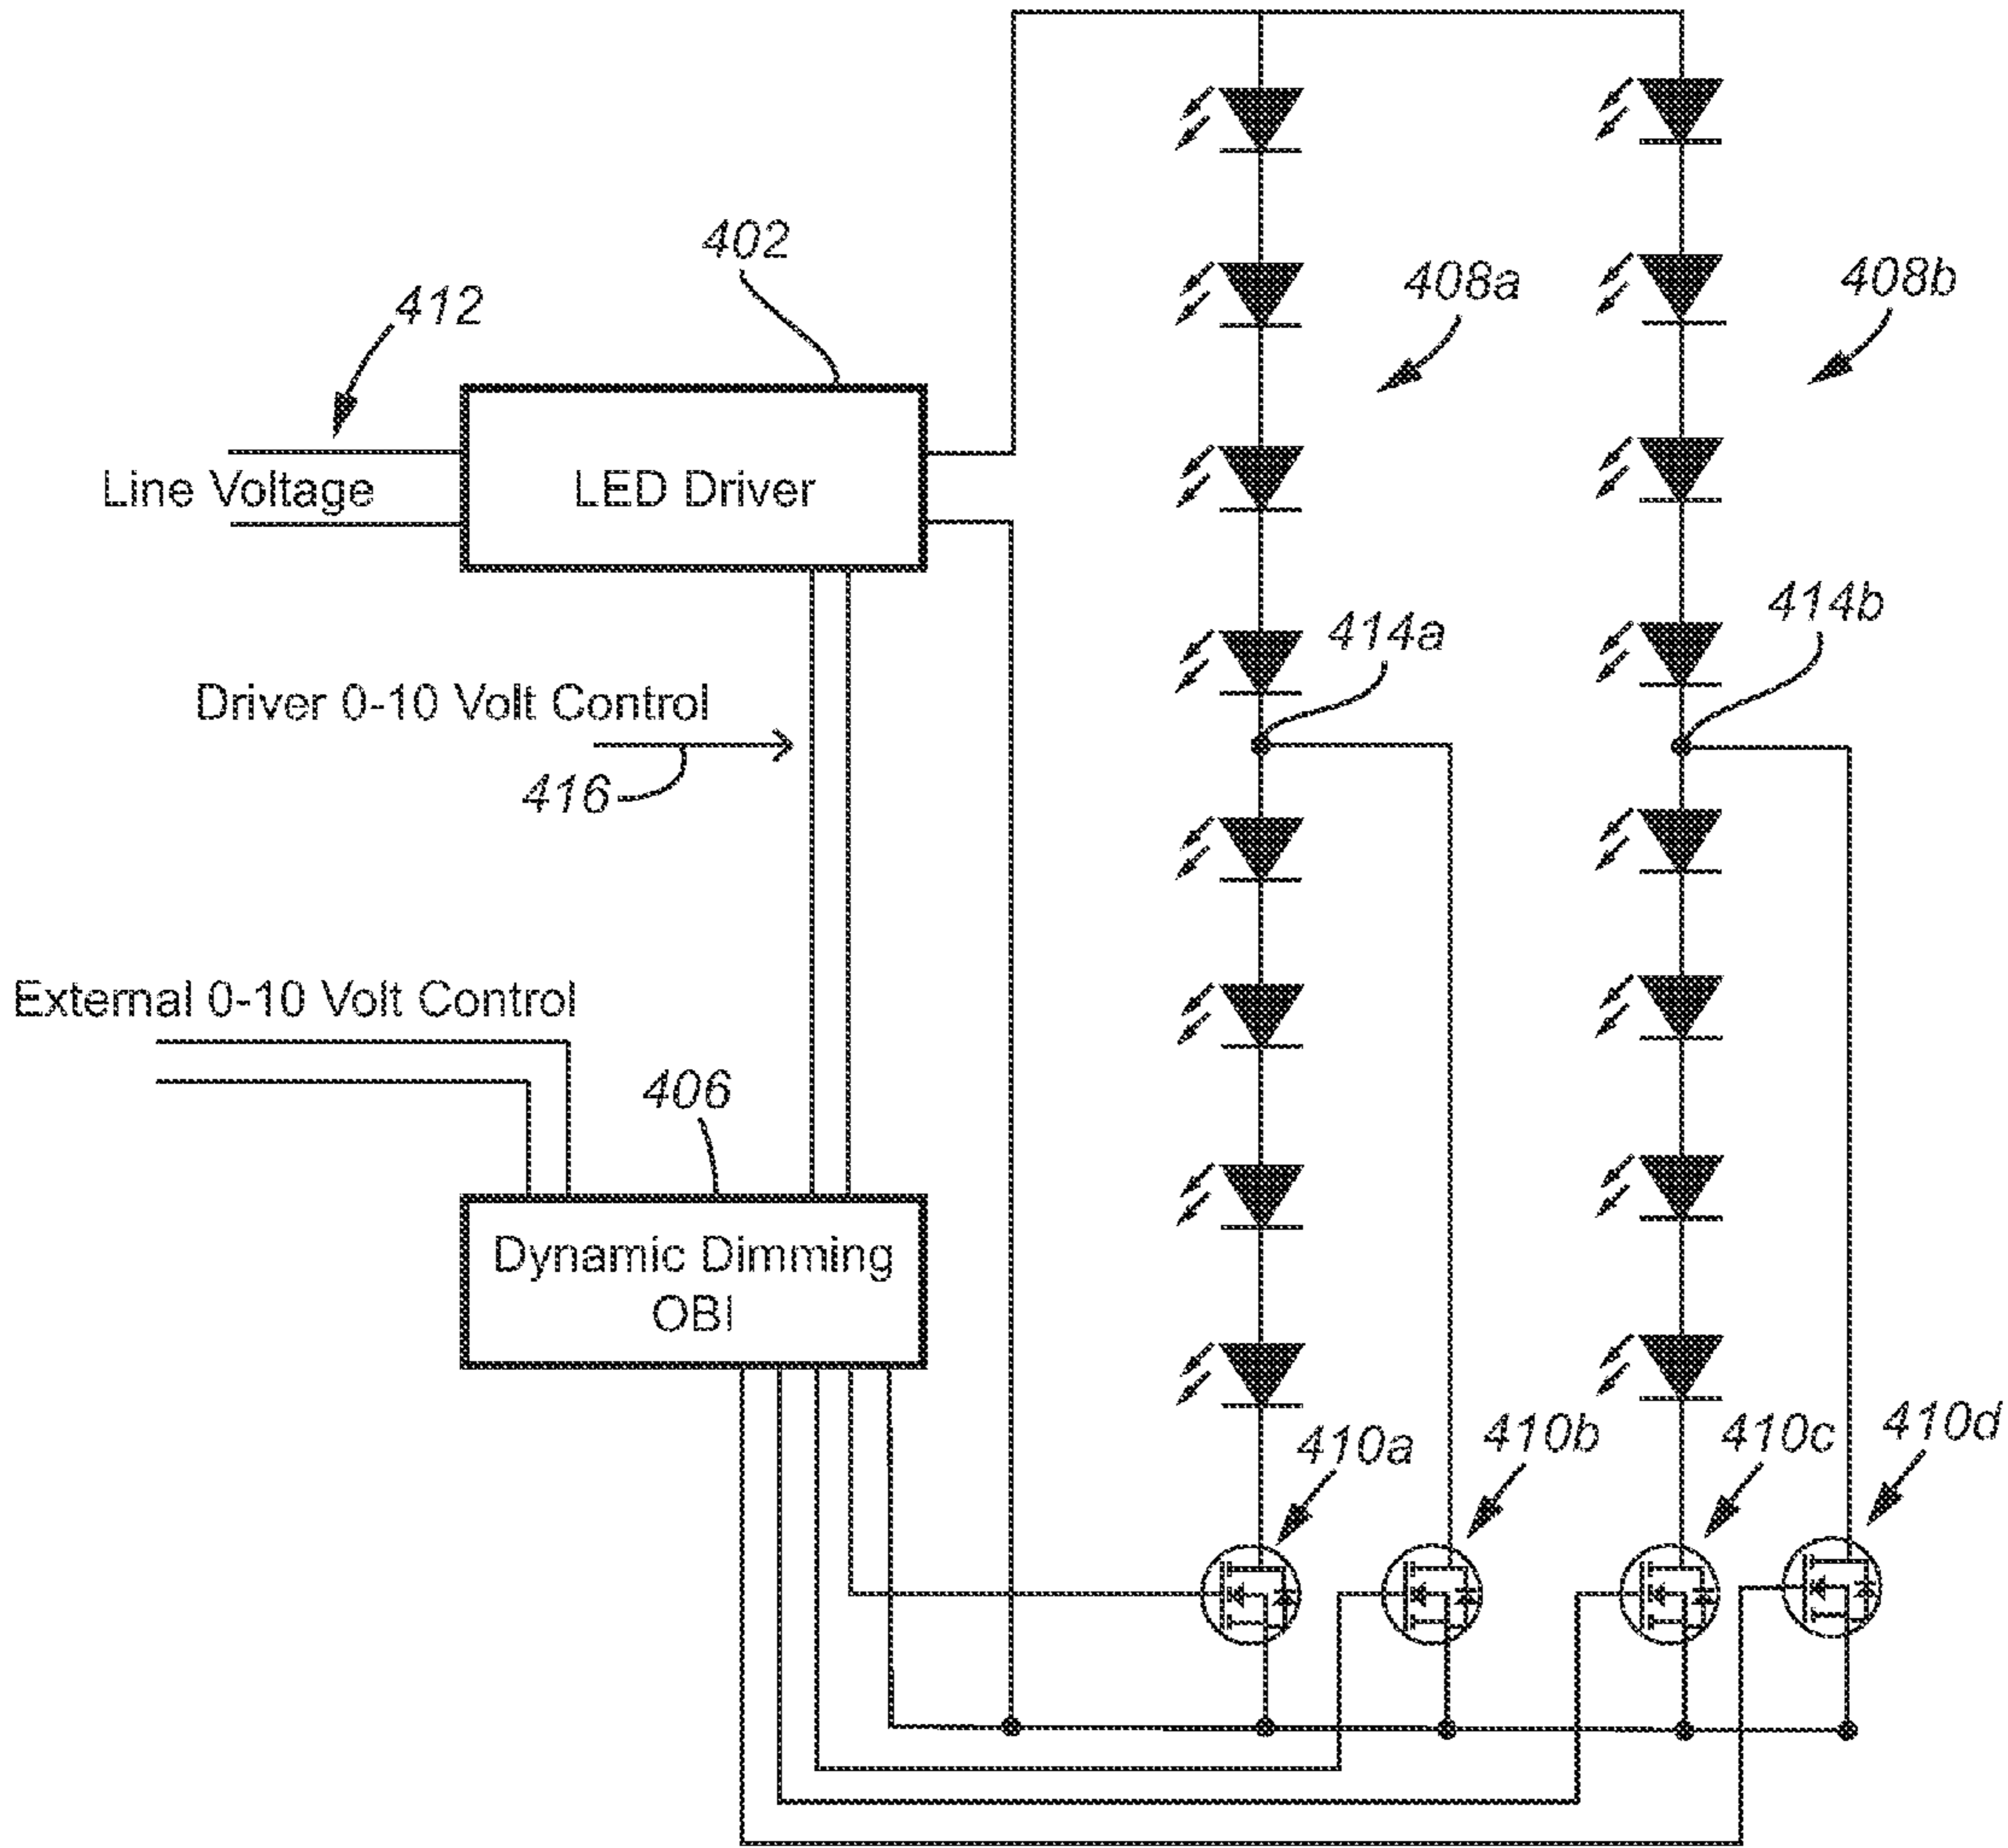 402
412
408a
408b
Line Voltage
LED Driver
414a
414b
Driver 0-10 Volt Control
416
External 0-10 Volt Control
406
Dynamic Dimming
OBI
410a
410b
410c
410d